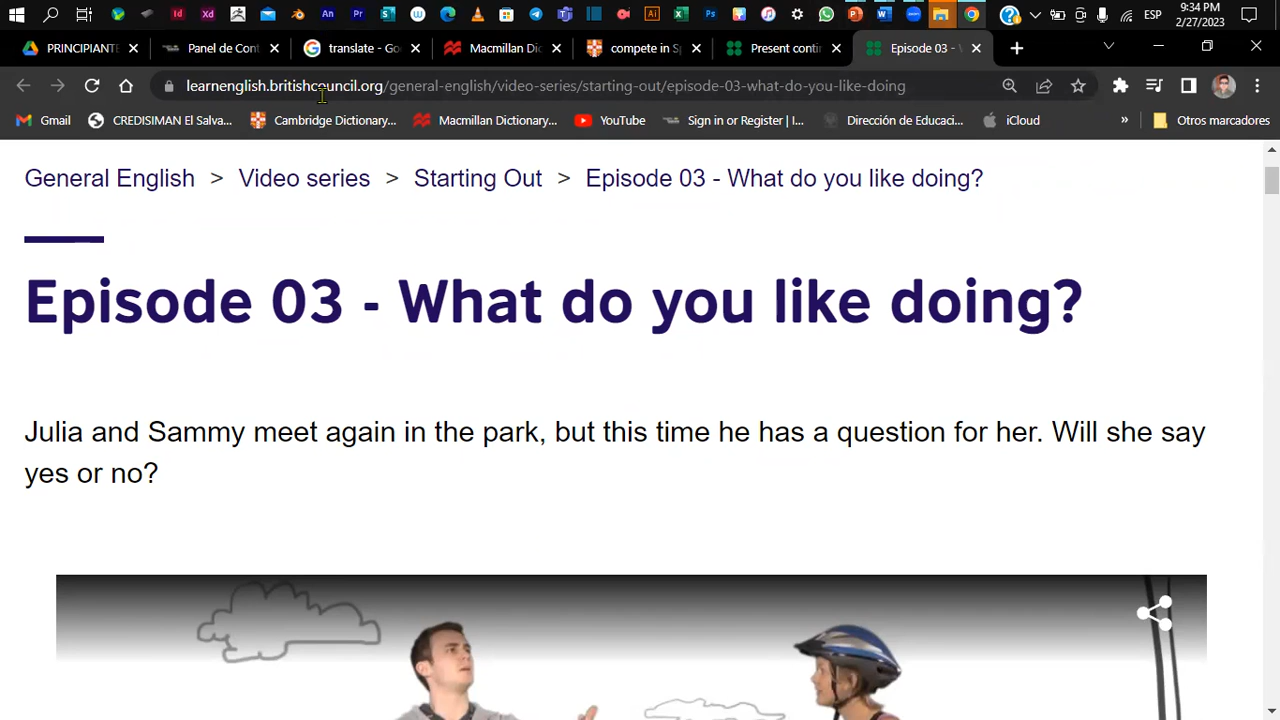 9:34 PM
ESP
2/27/2023
PRINCIPIANTE
Panel de Cont
translate - Goo
Macmillan Dic
compete in Sp
Present contin
Episode 03 - W
learnenglish.britishcouncil.org/general-english/video-series/starting-out/episode-03-what-do-you-like-doing
Gmail
CREDISIMAN El Salva...
Cambridge Dictionary...
Macmillan Dictionary...
YouTube
Sign in or Register | I...
Dirección de Educaci...
iCloud
»
Otros marcadores
General English > Video series > Starting Out > Episode 03 - What do you like doing?
Episode 03 - What do you like doing?
Julia and Sammy meet again in the park, but this time he has a question for her. Will she say
yes or no?